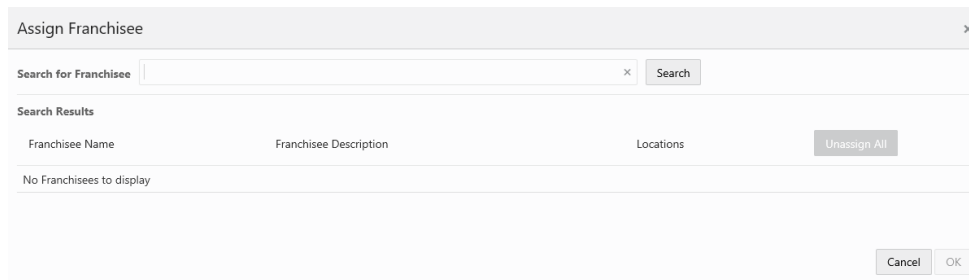 Assign Franchisee ×
Search for Franchisee × Search
Search Results
Franchisee Name Franchisee Description Locations Unassign All
No Franchisees to display
Cancel OK